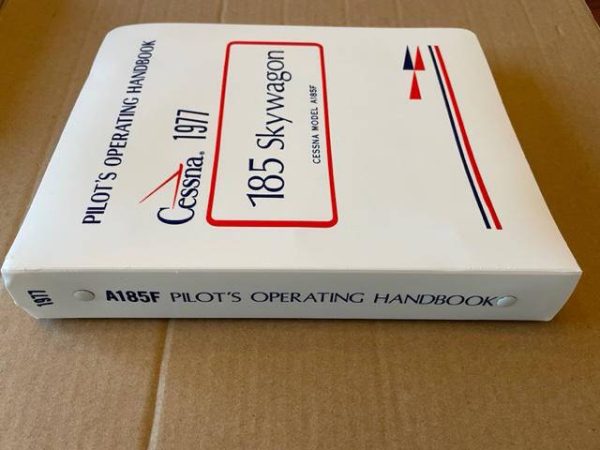 PILOT'S OPERATING HANDBOOK
Cessna® 1977
185 Skywagon
CESSNA MODEL A185F
1977
A185F PILOT'S OPERATING HANDBOOK